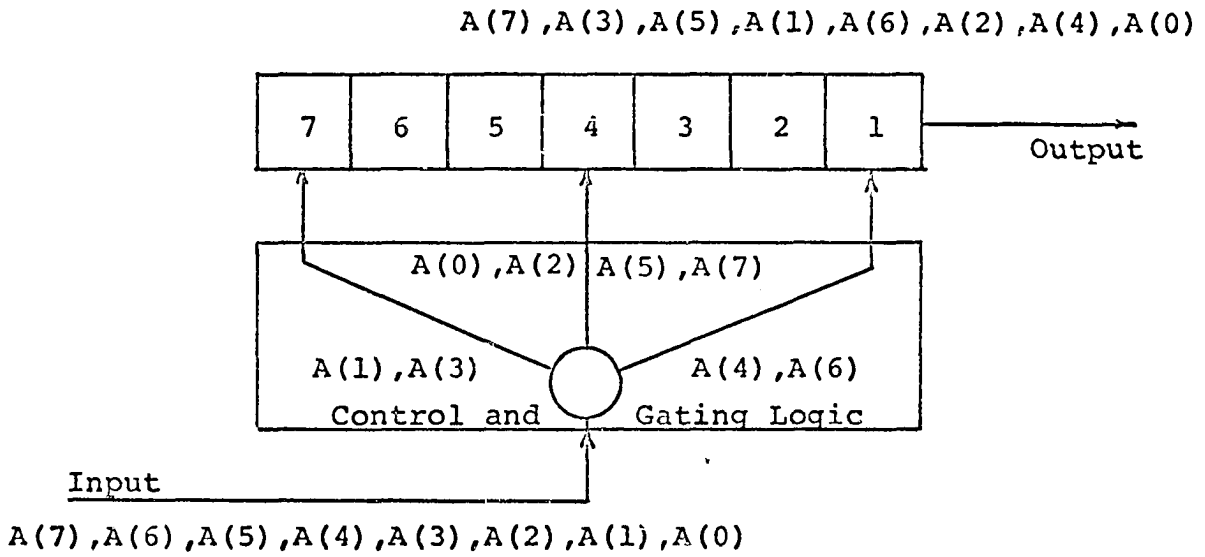 A(7),A(3),A(5),A(1),A(6),A(2),A(4),A(0)
7 6 5 4 3 2 1
Output
A(0),A(2) A(5),A(7)
A(1),A(3) A(4),A(6)
Control and Gating Logic
Input
A(7),A(6),A(5),A(4),A(3),A(2),A(1),A(0)